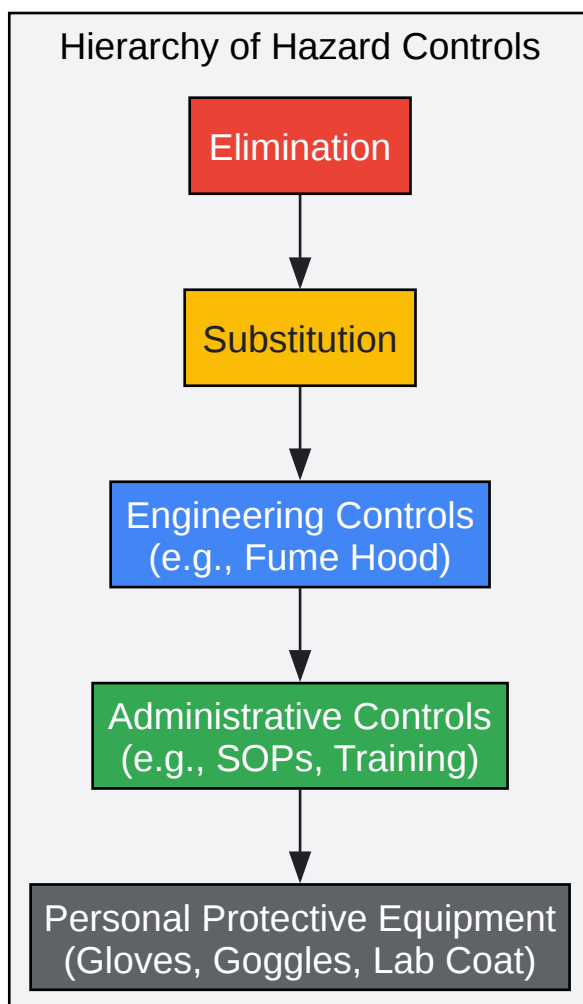 Hierarchy of Hazard Controls
Elimination
Substitution
Engineering Controls
(e.g., Fume Hood)
Administrative Controls
(e.g., SOPs, Training)
Personal Protective Equipment
(Gloves, Goggles, Lab Coat)